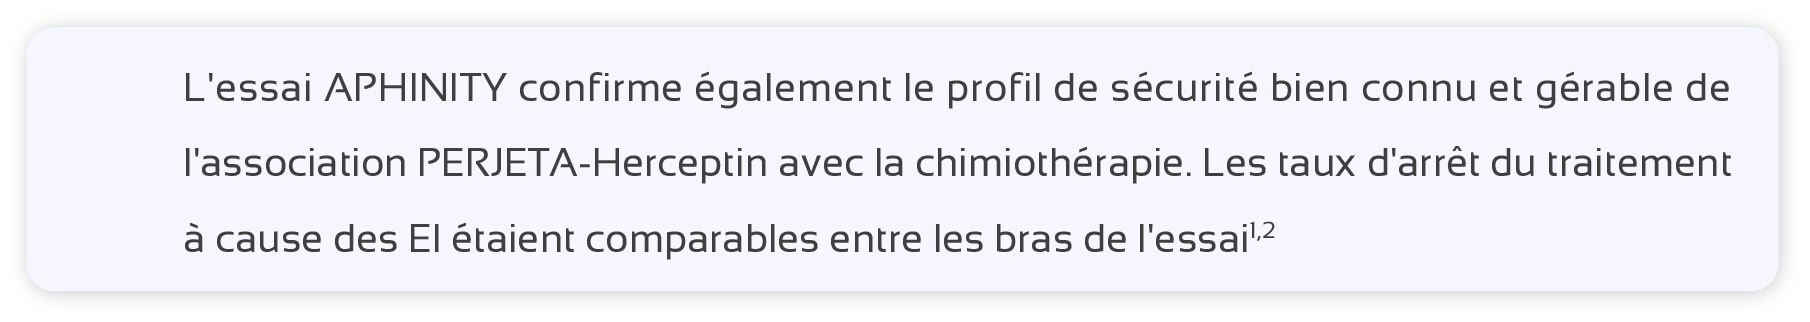 L'essai APHINITY confirme également le profil de sécurité bien connu et gérable de
l'association PERJETA-Herceptin avec la chimiothérapie. Les taux d'arrêt du traitement
à cause des EI étaient comparables entre les bras de l'essai1,2